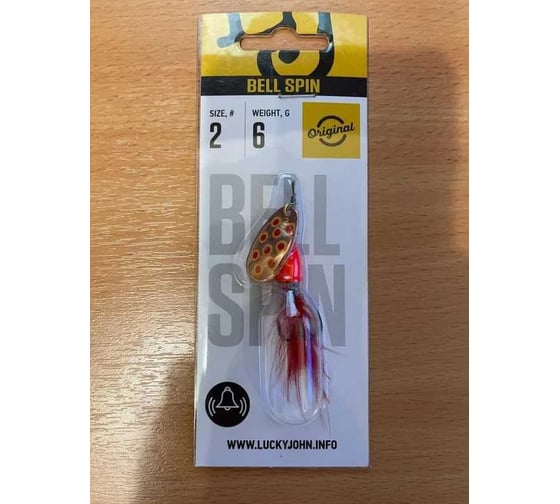 BELL SPIN
SIZE, # WEIGHT, G
2 6
Original
BELL
SPIN
WWW.LUCKYJOHN.INFO